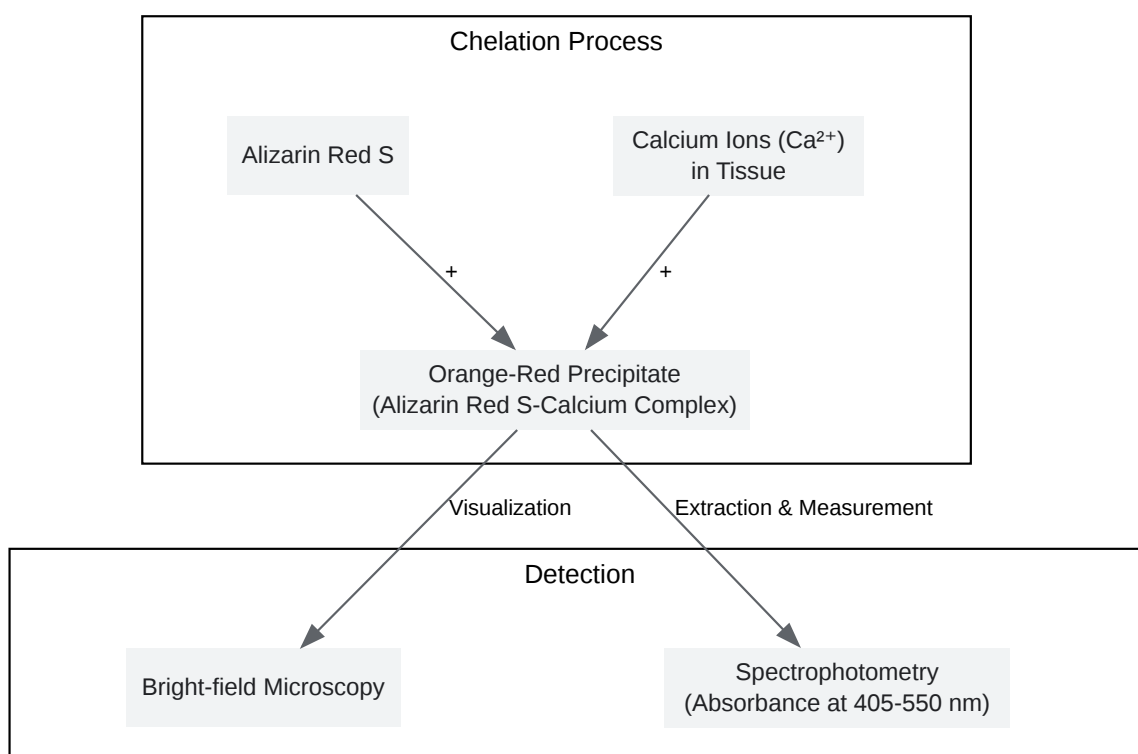 Chelation Process
Alizarin Red S
Calcium Ions (Ca²⁺)
in Tissue
+
+
Orange-Red Precipitate
(Alizarin Red S-Calcium Complex)
Visualization
Extraction & Measurement
Detection
Bright-field Microscopy
Spectrophotometry
(Absorbance at 405-550 nm)